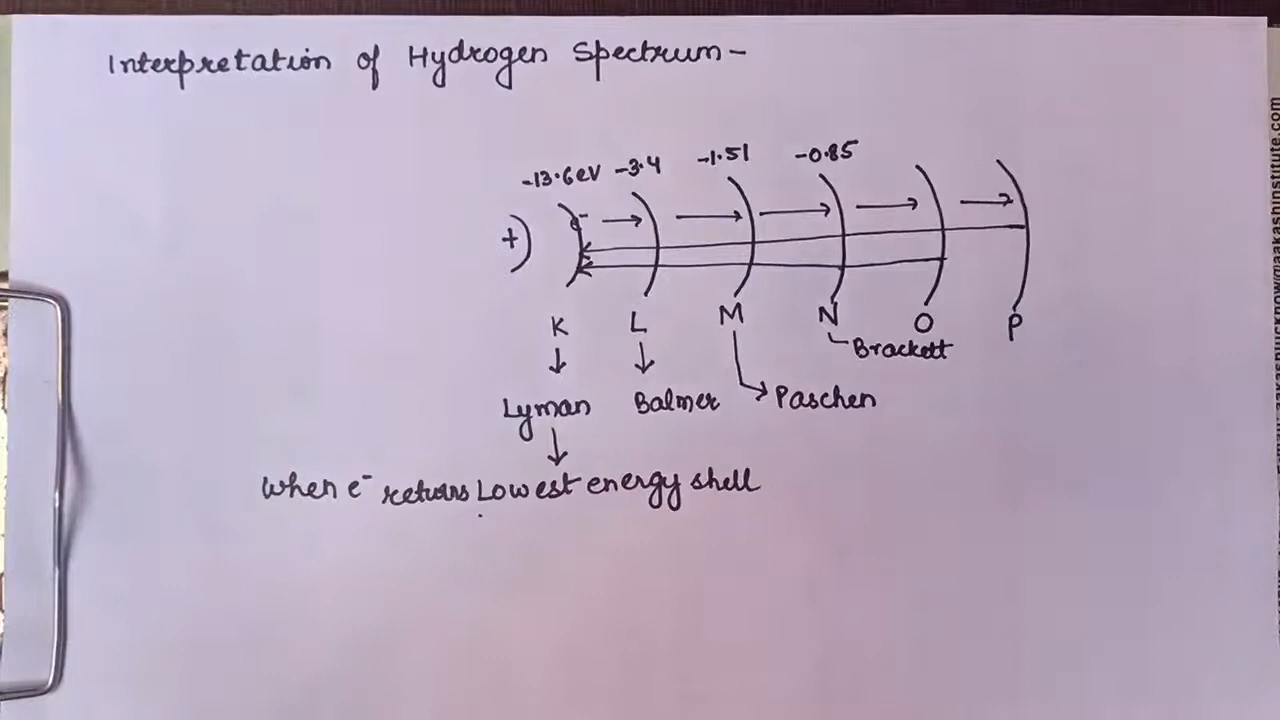 Interpretation of Hydrogen Spectrum-
-13.6eV -3.4 -1.51 -0.85
+) e-
K L M N O P
Brackett
Lyman Balmer Paschen
When e- returns Lowest energy shell